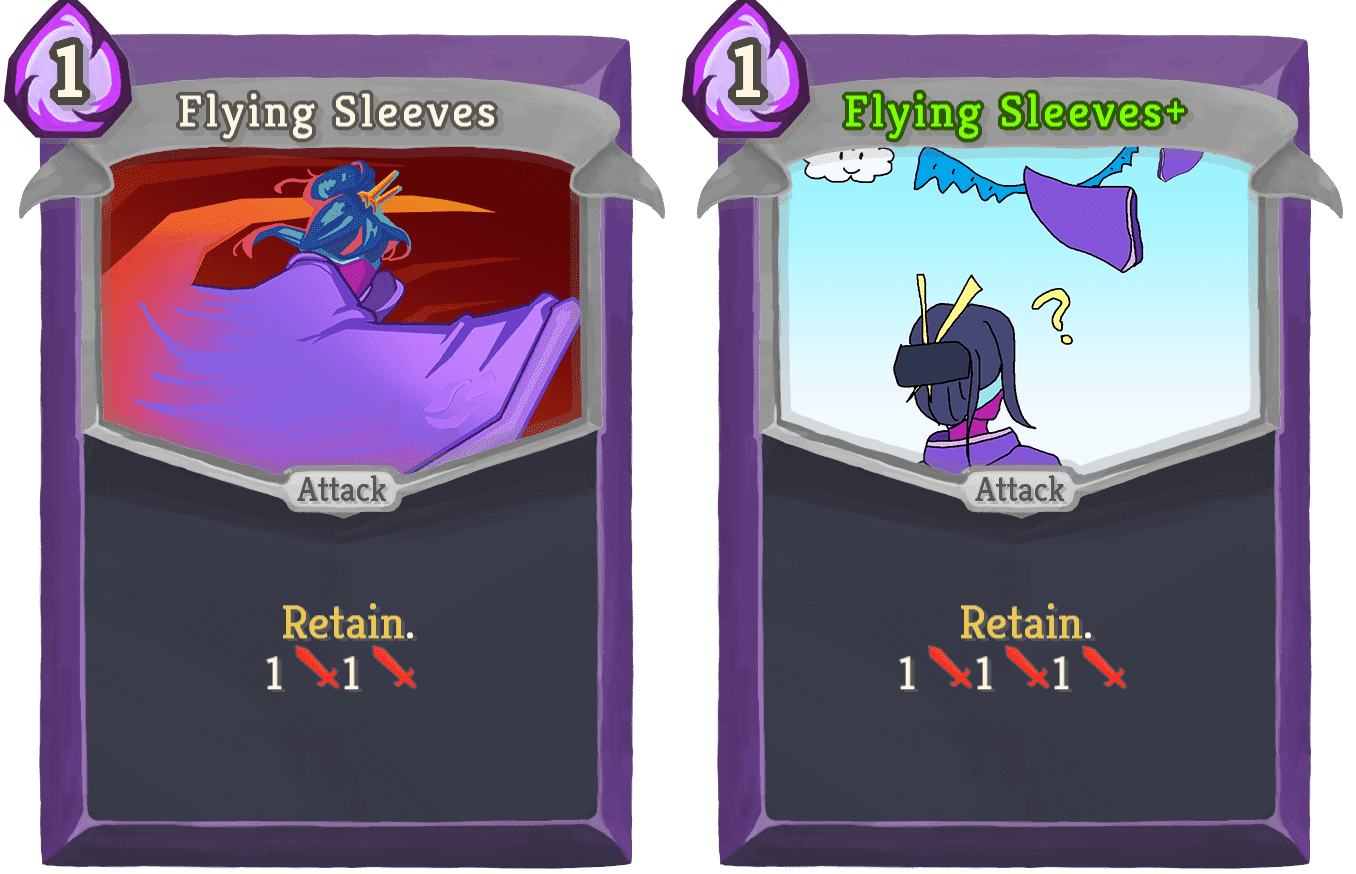 1
Flying Sleeves
Attack
Retain.
1 1
1
Flying Sleeves+
?
Attack
Retain.
1 1 1